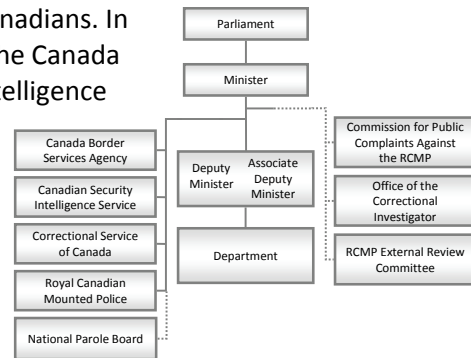 nadians. In
he Canada
telligence
Parliament
Minister
Canada Border
Services Agency
Canadian Security
Intelligence Service
Correctional Service
of Canada
Royal Canadian
Mounted Police
National Parole Board
Deputy
Minister
Associate
Deputy
Minister
Department
Commission for Public
Complaints Against
the RCMP
Office of the
Correctional
Investigator
RCMP External Review
Committee